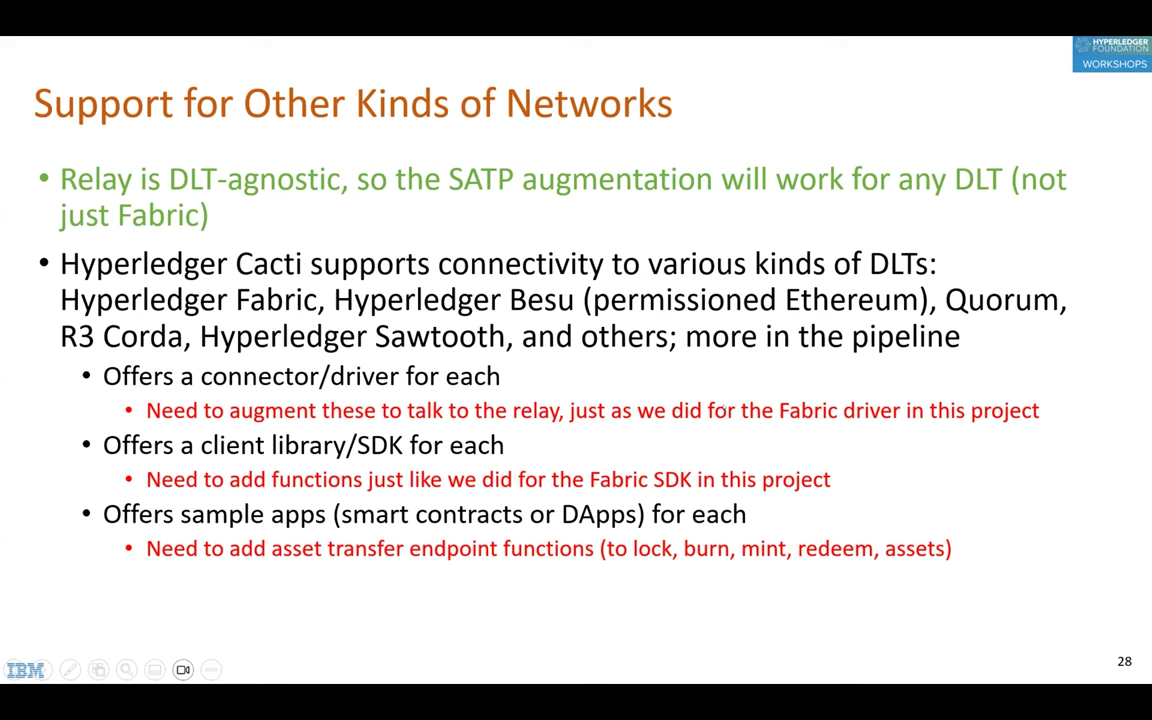 HYPERLEDGER
FOUNDATION
WORKSHOPS
Support for Other Kinds of Networks
• Relay is DLT-agnostic, so the SATP augmentation will work for any DLT (not
just Fabric)
• Hyperledger Cacti supports connectivity to various kinds of DLTs:
Hyperledger Fabric, Hyperledger Besu (permissioned Ethereum), Quorum,
R3 Corda, Hyperledger Sawtooth, and others; more in the pipeline
• Offers a connector/driver for each
• Need to augment these to talk to the relay, just as we did for the Fabric driver in this project
• Offers a client library/SDK for each
• Need to add functions just like we did for the Fabric SDK in this project
• Offers sample apps (smart contracts or DApps) for each
• Need to add asset transfer endpoint functions (to lock, burn, mint, redeem, assets)
IBM
28